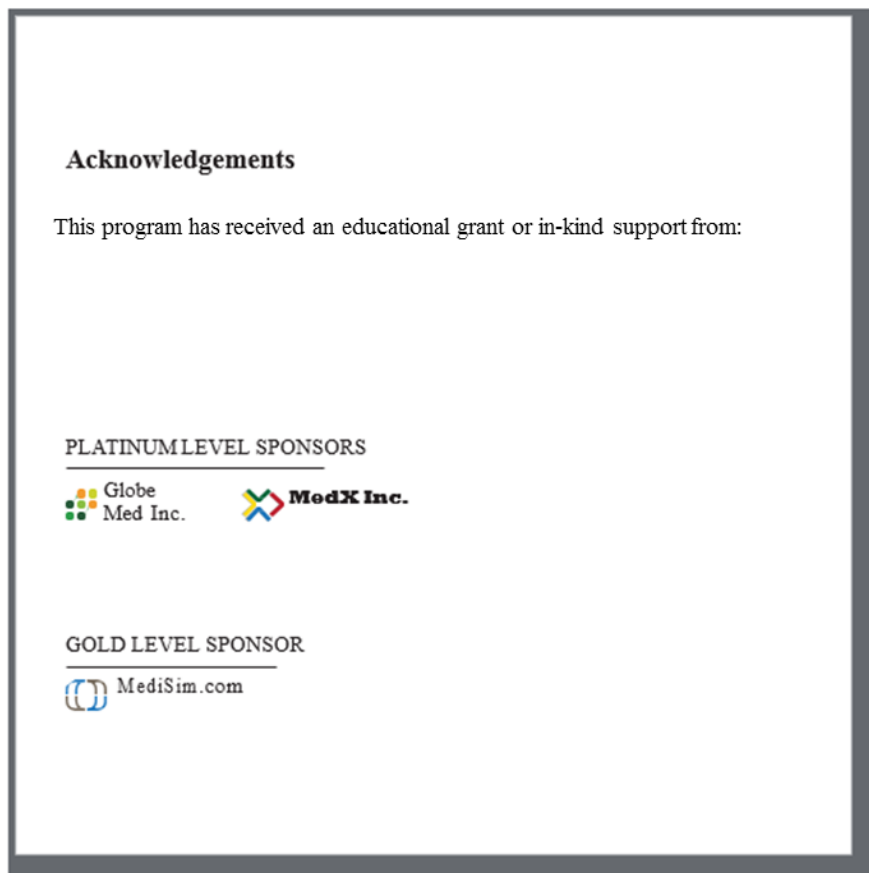 Acknowledgements
This program has received an educational grant or in-kind support from:
PLATINUM LEVEL SPONSORS
Globe
Med Inc.
MedX Inc.
GOLD LEVEL SPONSOR
MediSim.com